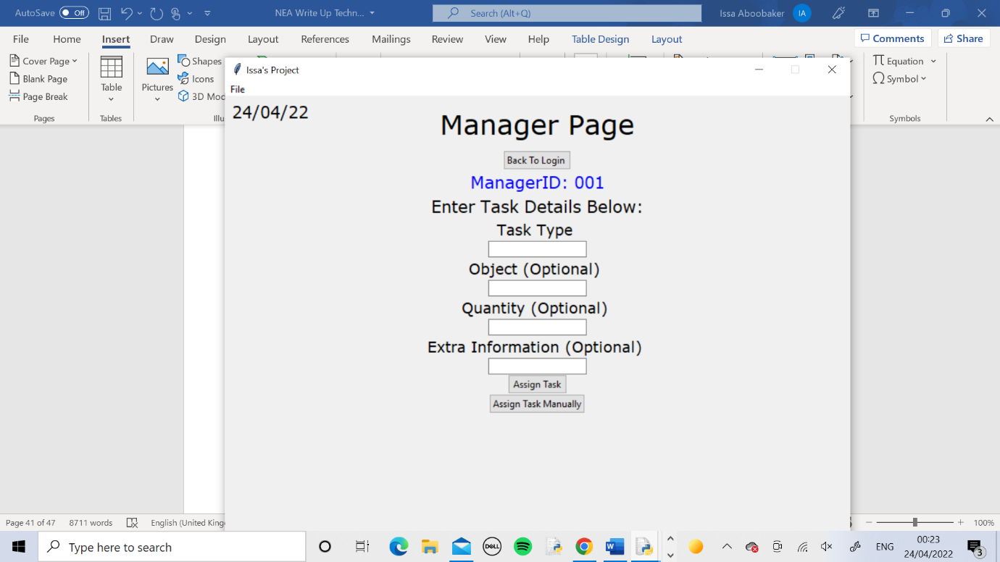 AutoSave Off NEA Write Up Techn... Search (Alt+Q) Issa Aboobaker IA
File Home Insert Draw Design Layout References Mailings Review View Help Table Design Layout Comments Share
Cover Page
Blank Page
Page Break
Pages
Table
Tables
Pictures
Shapes
Icons
3D Mod
Illu
Equation
Symbol
Symbols
Issa's Project
File
24/04/22
Manager Page
Back To Login
ManagerID: 001
Enter Task Details Below:
Task Type
Object (Optional)
Quantity (Optional)
Extra Information (Optional)
Assign Task
Assign Task Manually
Page 41 of 47 8711 words English (United King 100%
Type here to search DELL ENG 00:23
24/04/2022 3